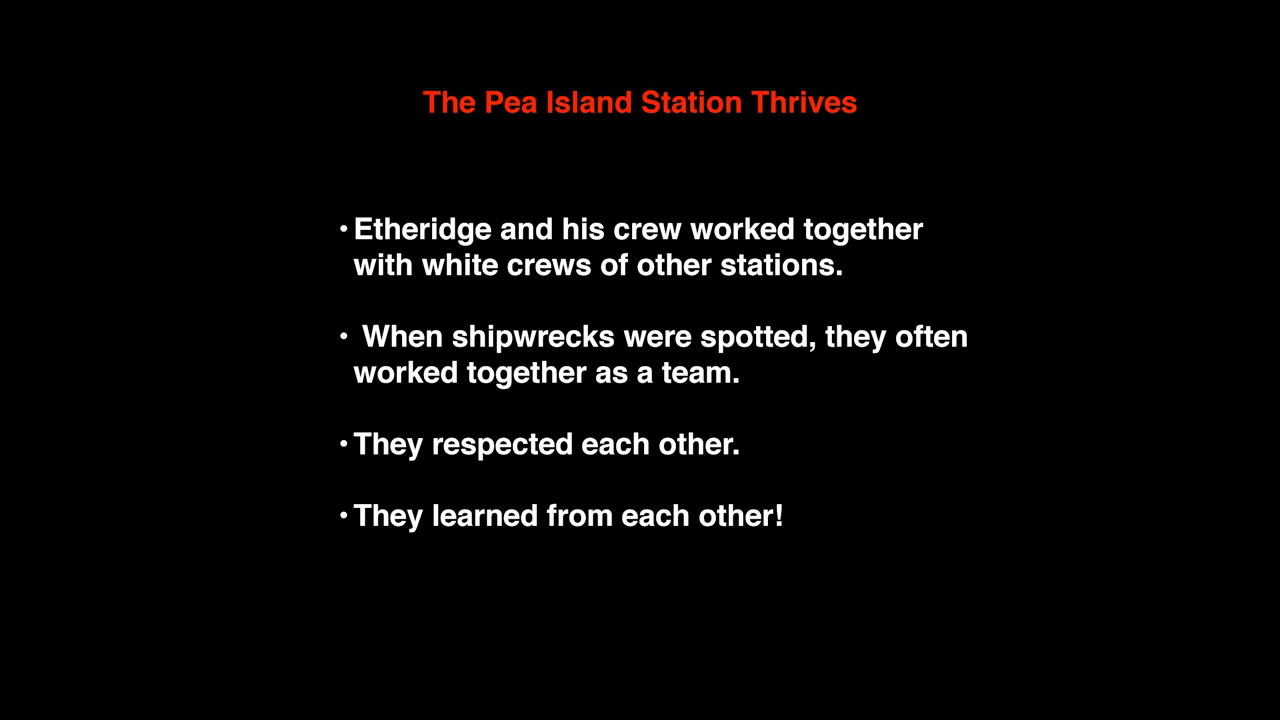 The Pea Island Station Thrives
• Etheridge and his crew worked together
with white crews of other stations.
• When shipwrecks were spotted, they often
worked together as a team.
• They respected each other.
• They learned from each other!